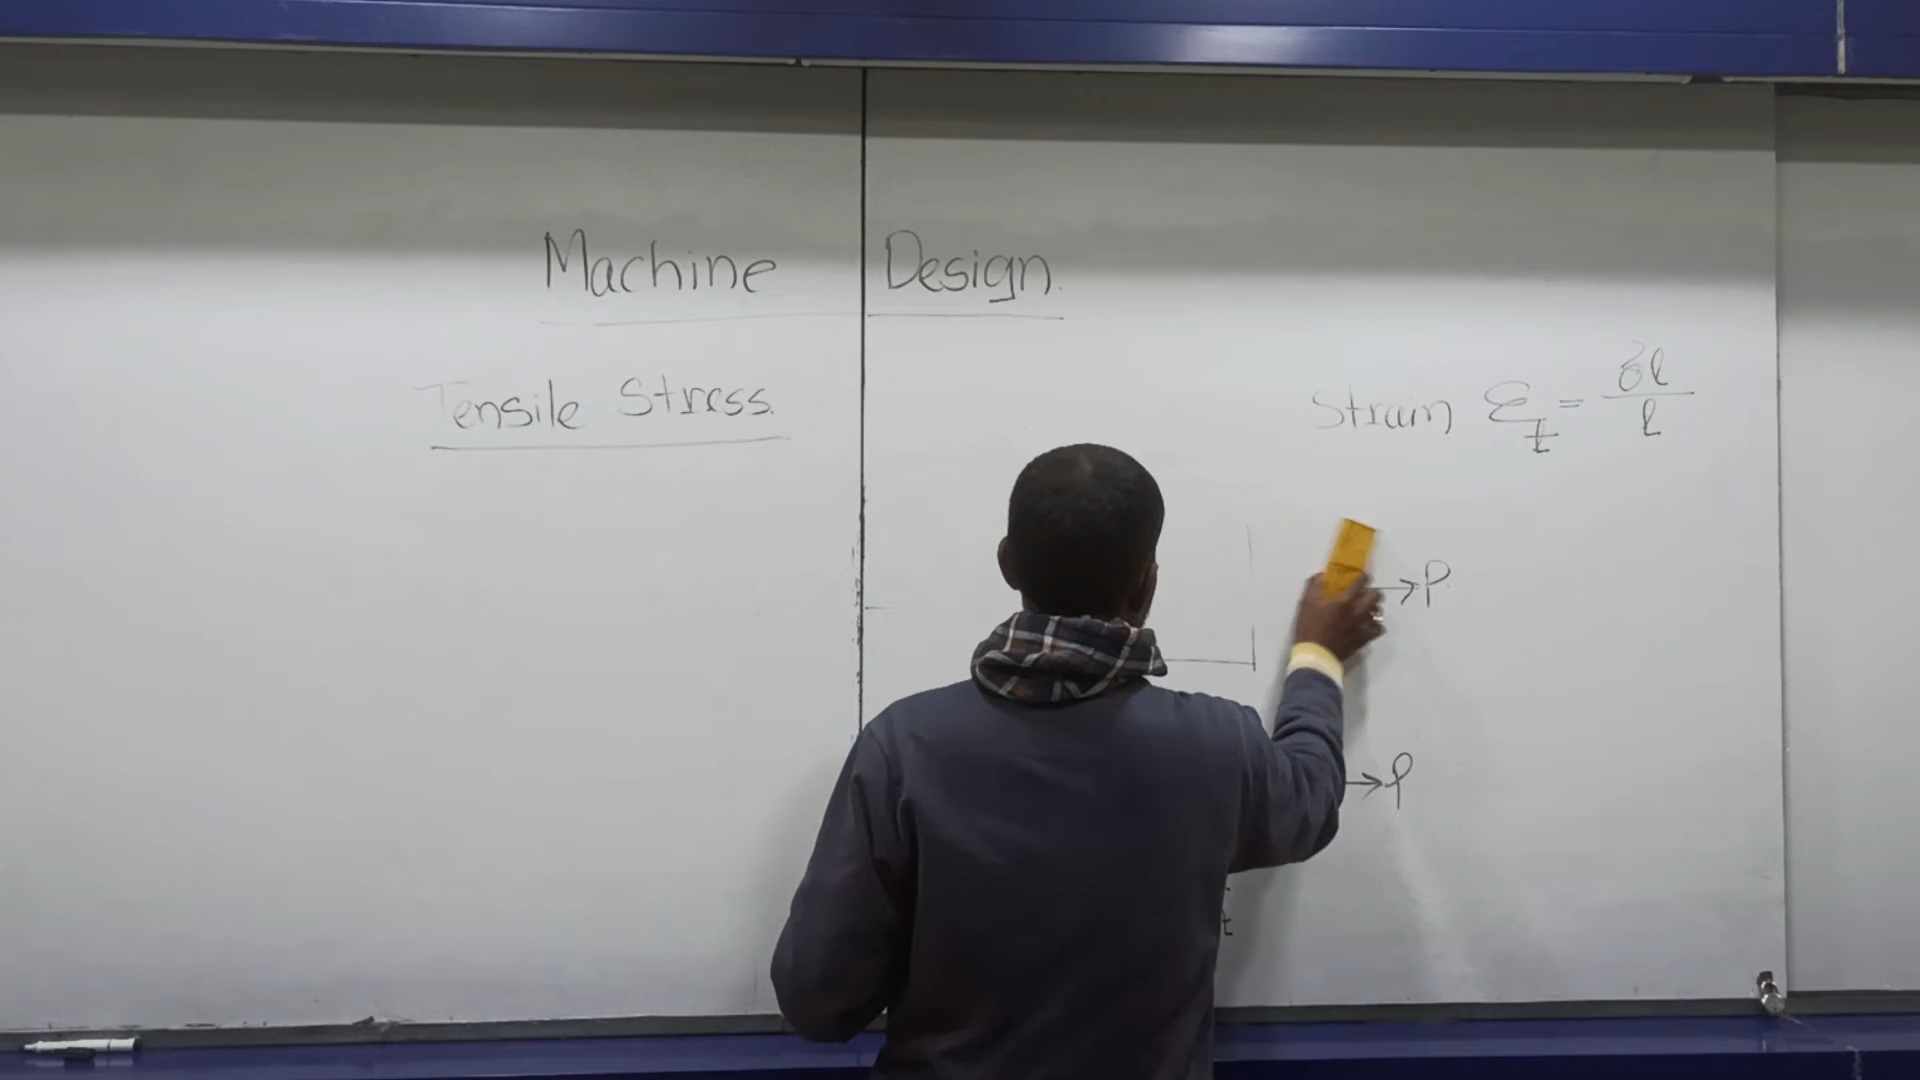 Machine Design.
Tensile Stress.
Strain ε_t = δl / l
→ P
→ P
t